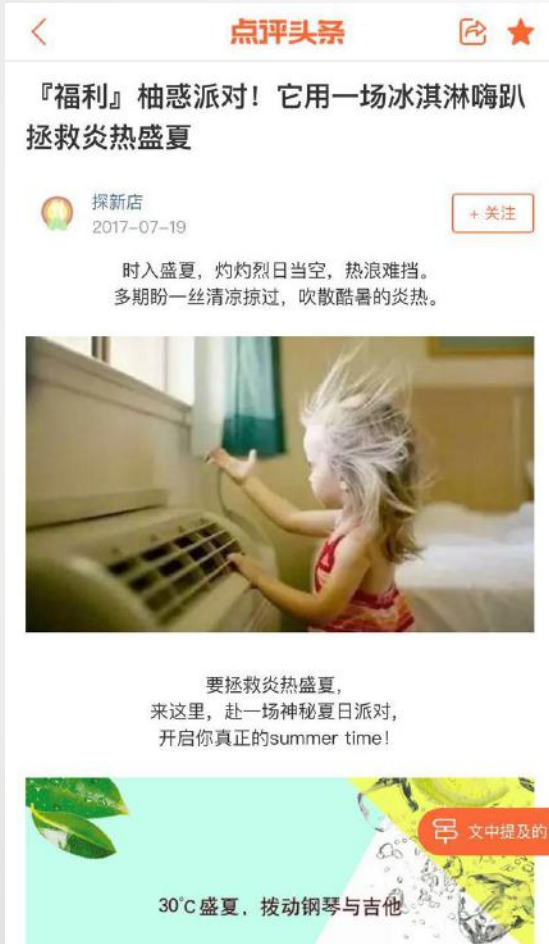 点评头条
『福利』柚惑派对！它用一场冰淇淋嗨趴
拯救炎热盛夏
探新店
2017-07-19
+ 关注
时入盛夏，灼灼烈日当空，热浪难挡。
多期盼一丝清凉掠过，吹散酷暑的炎热。
要拯救炎热盛夏，
来这里，赴一场神秘夏日派对，
开启你真正的summer time！
文中提及的
30℃盛夏，拨动钢琴与吉他